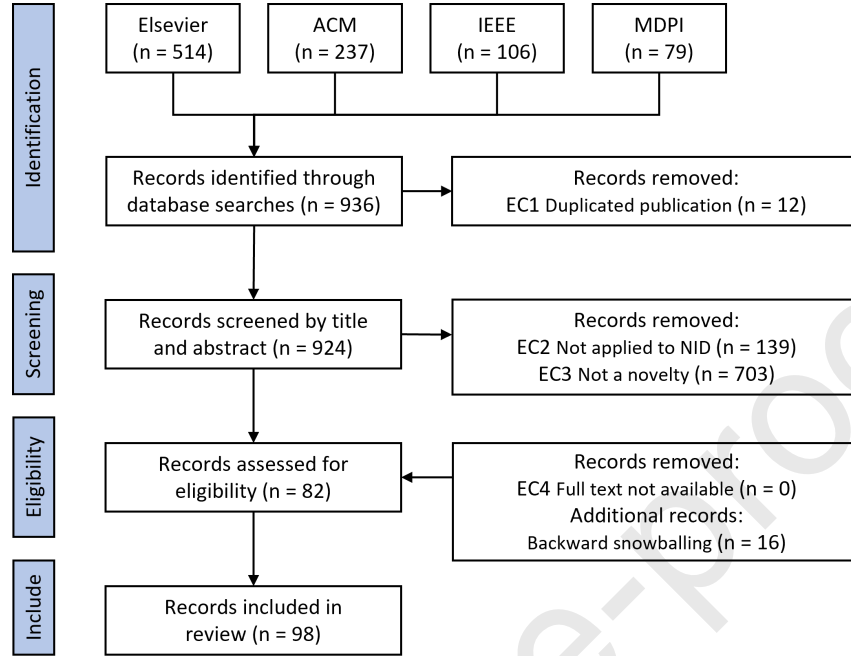 Elsevier
(n = 514)
ACM
(n = 237)
IEEE
(n = 106)
MDPI
(n = 79)
Identification
Records identified through
database searches (n = 936)
Records removed:
EC1 Duplicated publication (n = 12)
Screening
Records screened by title
and abstract (n = 924)
Records removed:
EC2 Not applied to NID (n = 139)
EC3 Not a novelty (n = 703)
Eligibility
Records assessed for
eligibility (n = 82)
Records removed:
EC4 Full text not available (n = 0)
Additional records:
Backward snowballing (n = 16)
Include
Records included in
review (n = 98)
e-proo